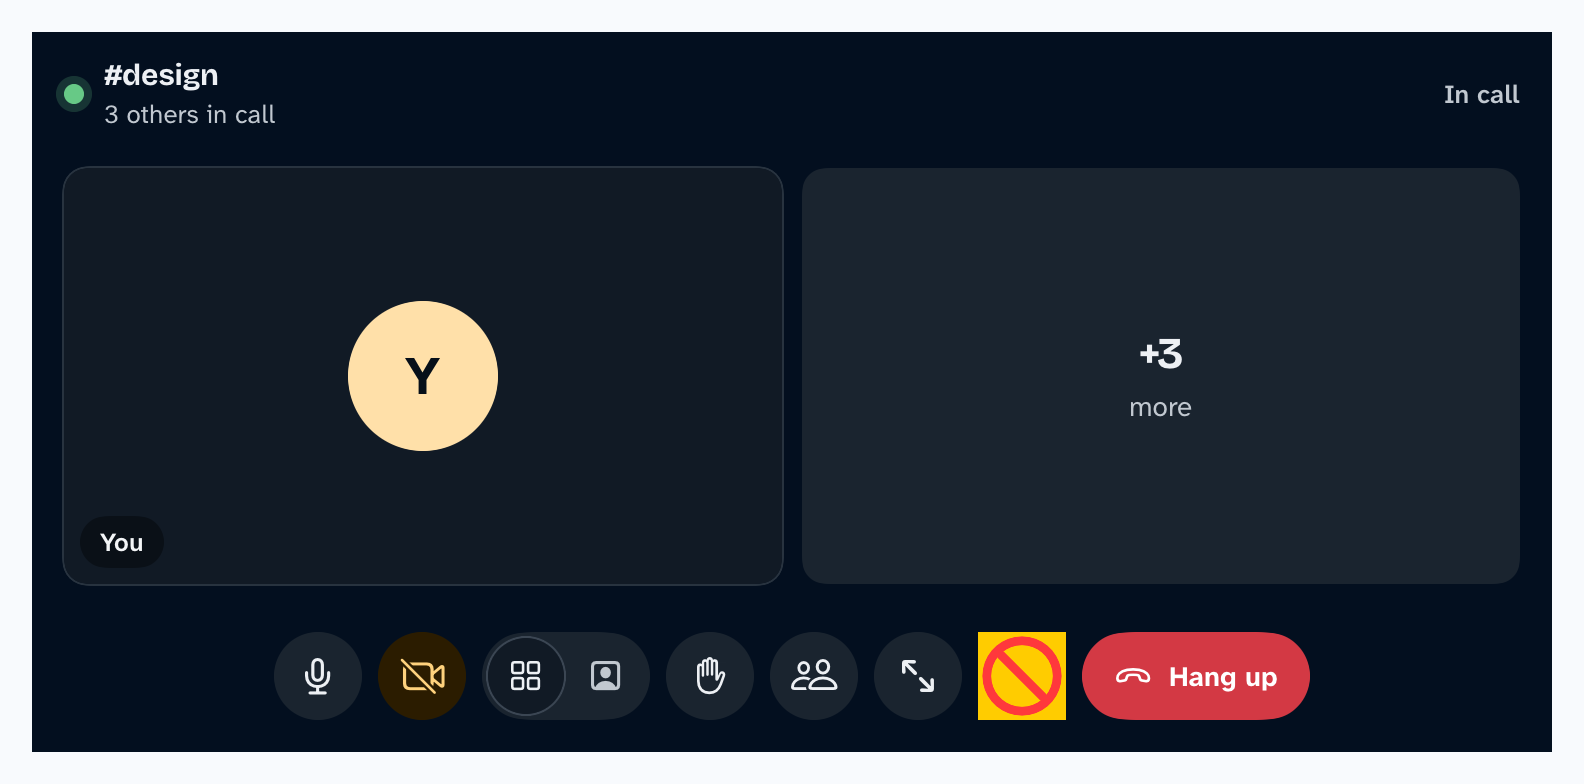 #design
3 others in call
In call
Y
You
+3
more
Hang up